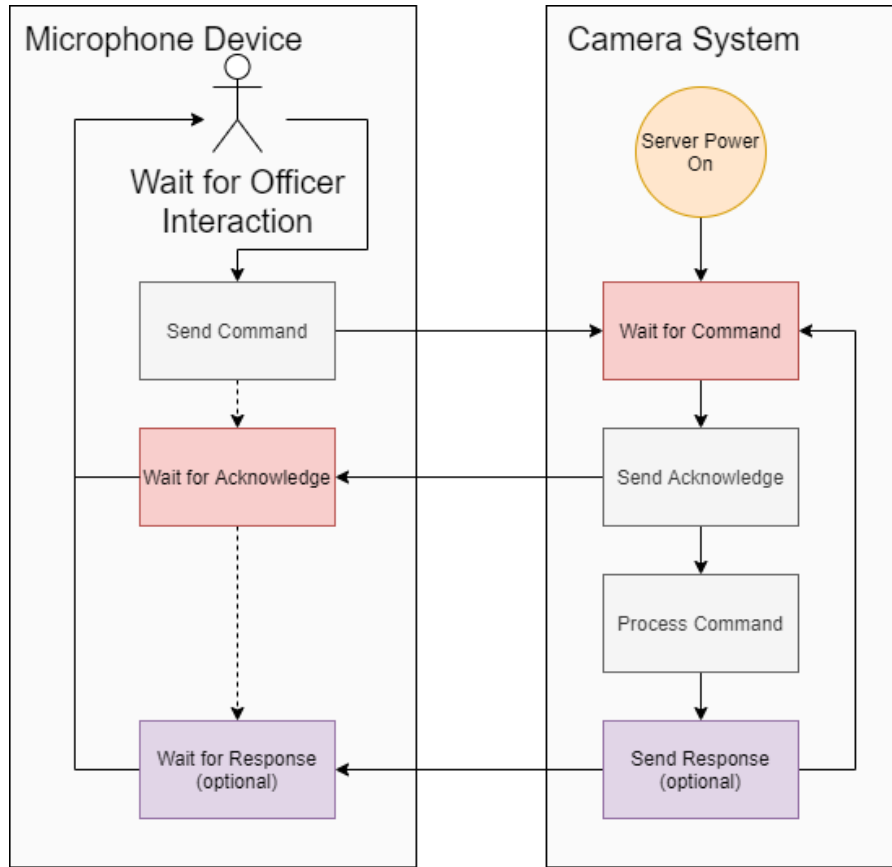 Microphone Device
Wait for Officer
Interaction
Send Command
Wait for Acknowledge
Wait for Response
(optional)
Camera System
Server Power
On
Wait for Command
Send Acknowledge
Process Command
Send Response
(optional)